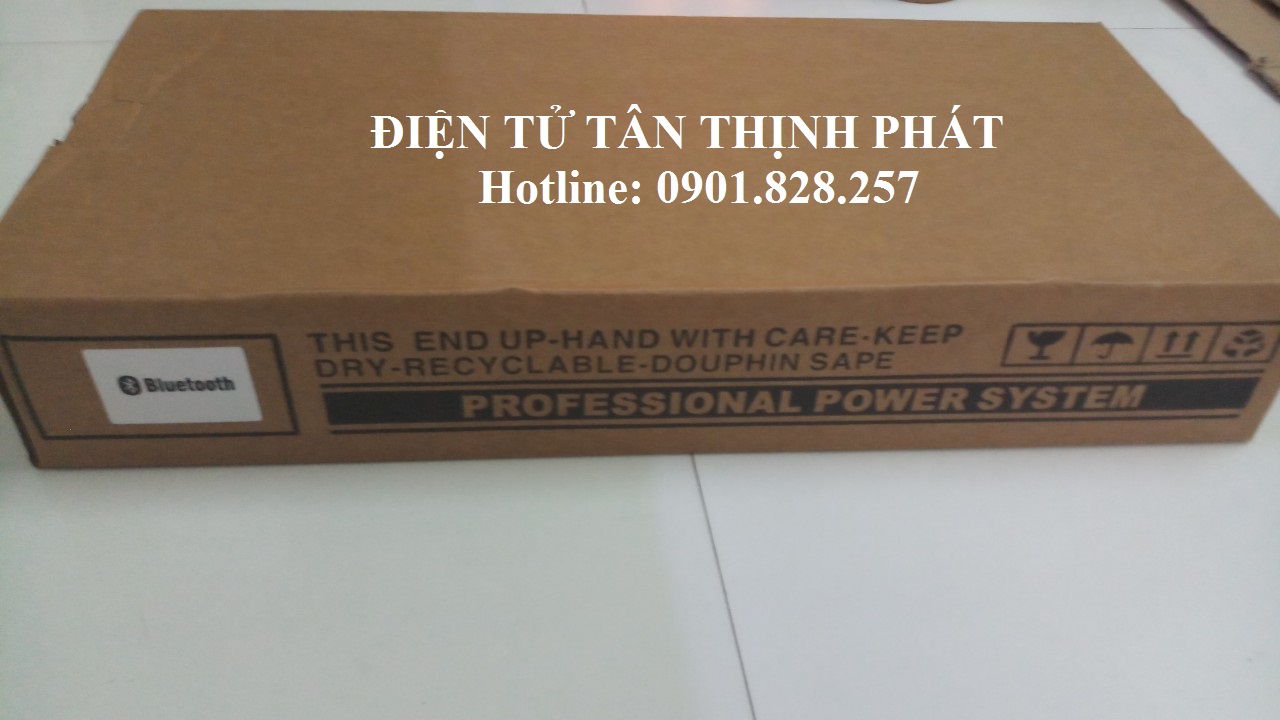 ĐIỆN TỬ TÂN THỊNH PHÁT
Hotline: 0901.828.257
THIS END UP-HAND WITH CARE-KEEP
DRY-RECYCLABLE-DOUPHIN SAPE
Bluetooth
PROFESSIONAL POWER SYSTEM